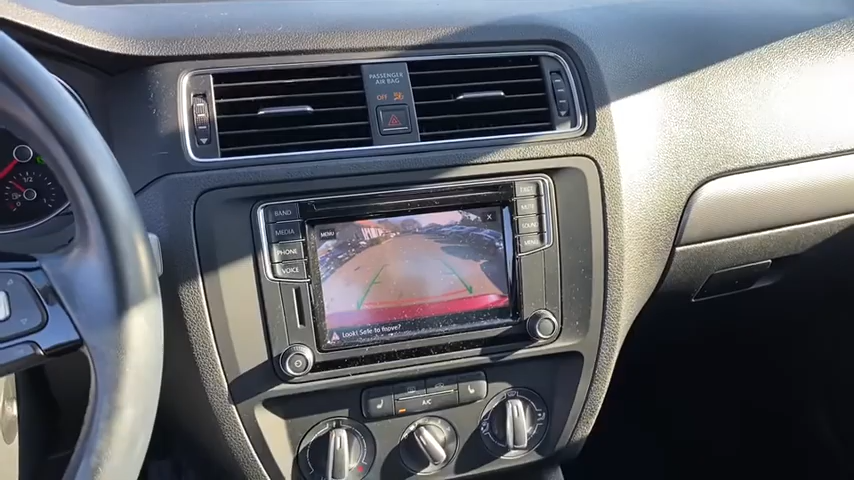 PASSENGER
AIR BAG
OFF
BAND
MEDIA
PHONE
VOICE
MENU
MENU
Look! Safe to move?
A/C